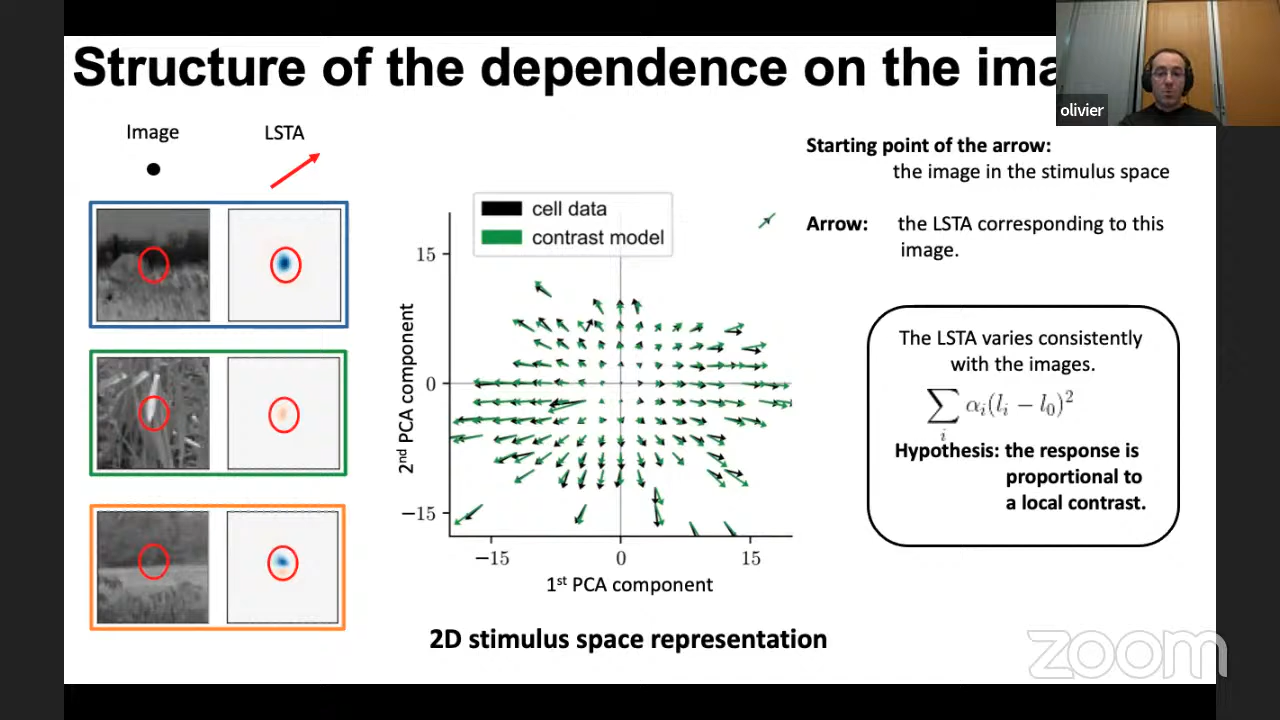 Structure of the dependence on the ima
olivier
Image
LSTA
Starting point of the arrow:
the image in the stimulus space
Arrow: the LSTA corresponding to this
image.
cell data
contrast model
15
0
−15
2nd PCA component
−15
0
15
1st PCA component
2D stimulus space representation
The LSTA varies consistently
with the images.
∑ αᵢ(lᵢ − l₀)²
i
Hypothesis: the response is
proportional to
a local contrast.
zoom